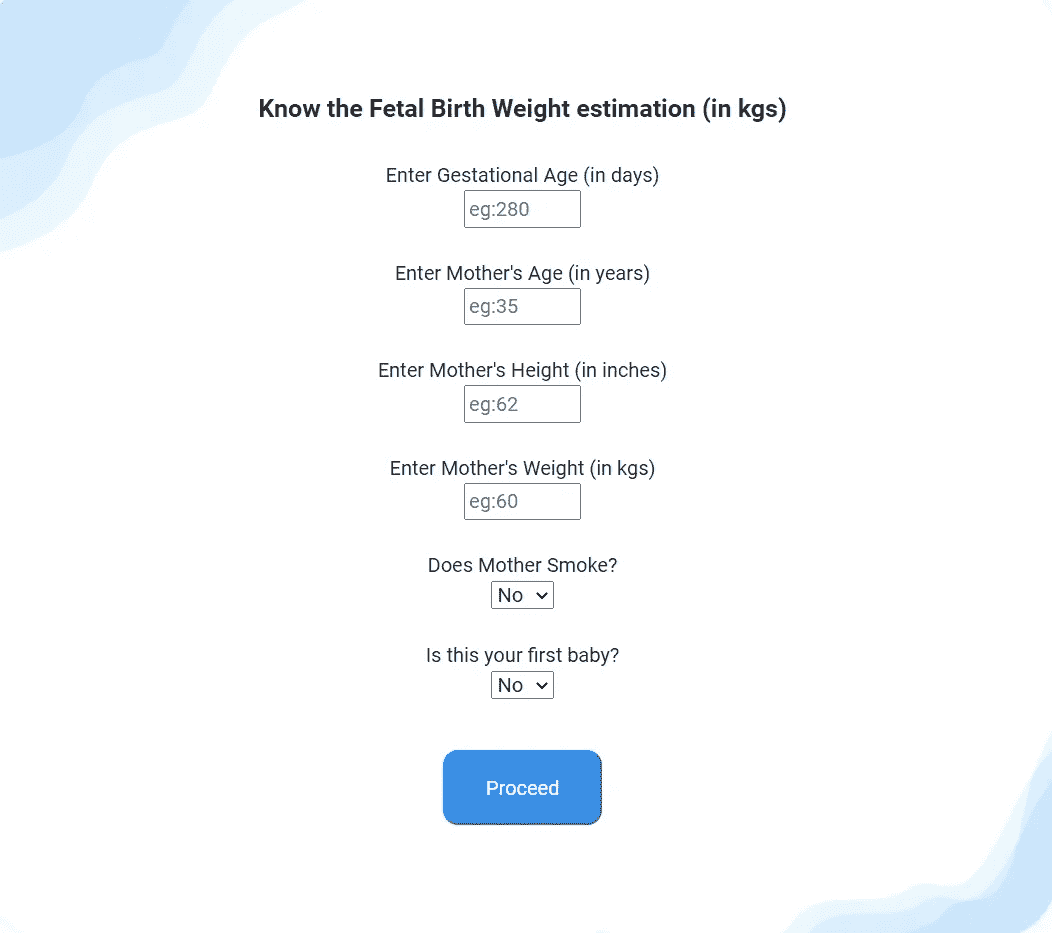 Know the Fetal Birth Weight estimation (in kgs)
Enter Gestational Age (in days)
eg:280
Enter Mother's Age (in years)
eg:35
Enter Mother's Height (in inches)
eg:62
Enter Mother's Weight (in kgs)
eg:60
Does Mother Smoke?
No
Is this your first baby?
No
Proceed